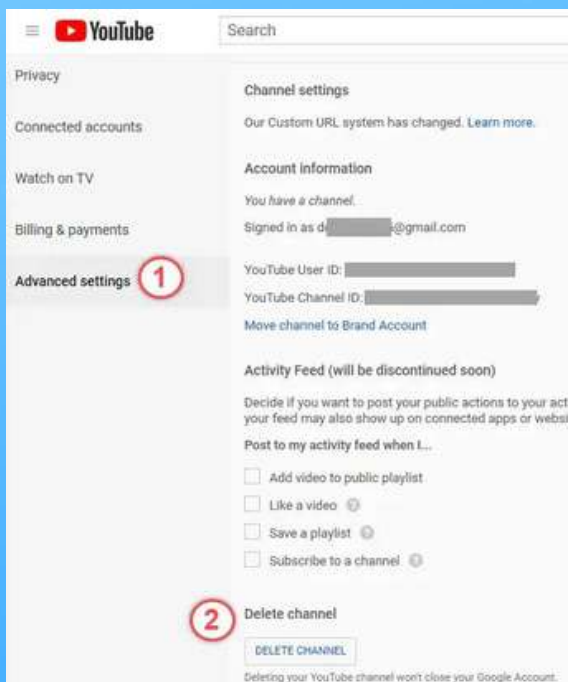 YouTube
Search
Privacy
Connected accounts
Watch on TV
Billing & payments
Advanced settings
1
Channel settings
Our Custom URL system has changed. Learn more.
Account information
You have a channel.
Signed in as d @gmail.com
YouTube User ID:
YouTube Channel ID:
Move channel to Brand Account
Activity Feed (will be discontinued soon)
Decide if you want to post your public actions to your act
your feed may also show up on connected apps or websi
Post to my activity feed when I...
Add video to public playlist
Like a video ?
Save a playlist ?
Subscribe to a channel ?
2
Delete channel
DELETE CHANNEL
Deleting your YouTube channel won't close your Google Account.